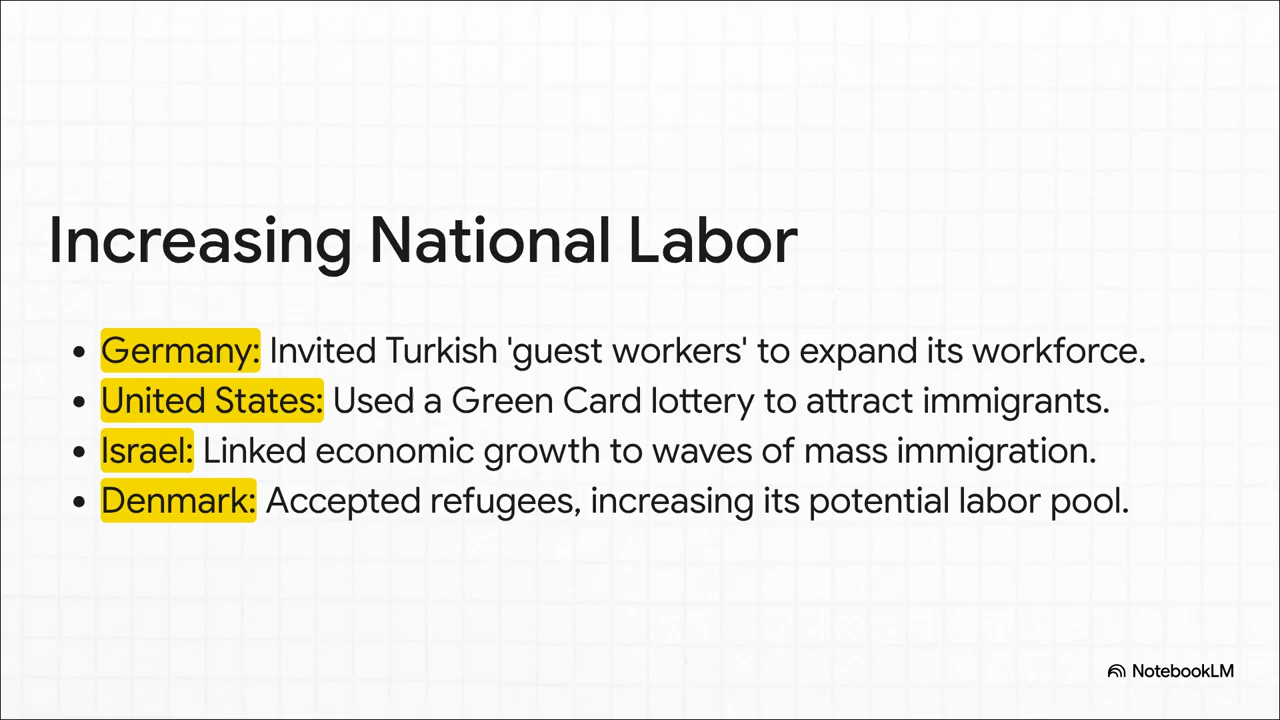 Increasing National Labor
• Germany: Invited Turkish 'guest workers' to expand its workforce.
• United States: Used a Green Card lottery to attract immigrants.
• Israel: Linked economic growth to waves of mass immigration.
• Denmark: Accepted refugees, increasing its potential labor pool.
NotebookLM